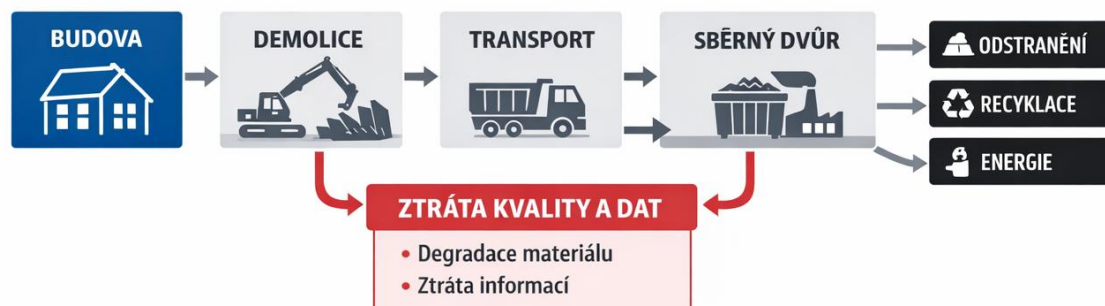 BUDOVA
DEMOLICE
TRANSPORT
SBĚRNÝ DVŮR
ODSTRANĚNÍ
RECYKLACE
ENERGIE
ZTRÁTA KVALITY A DAT
• Degradace materiálu
• Ztráta informací